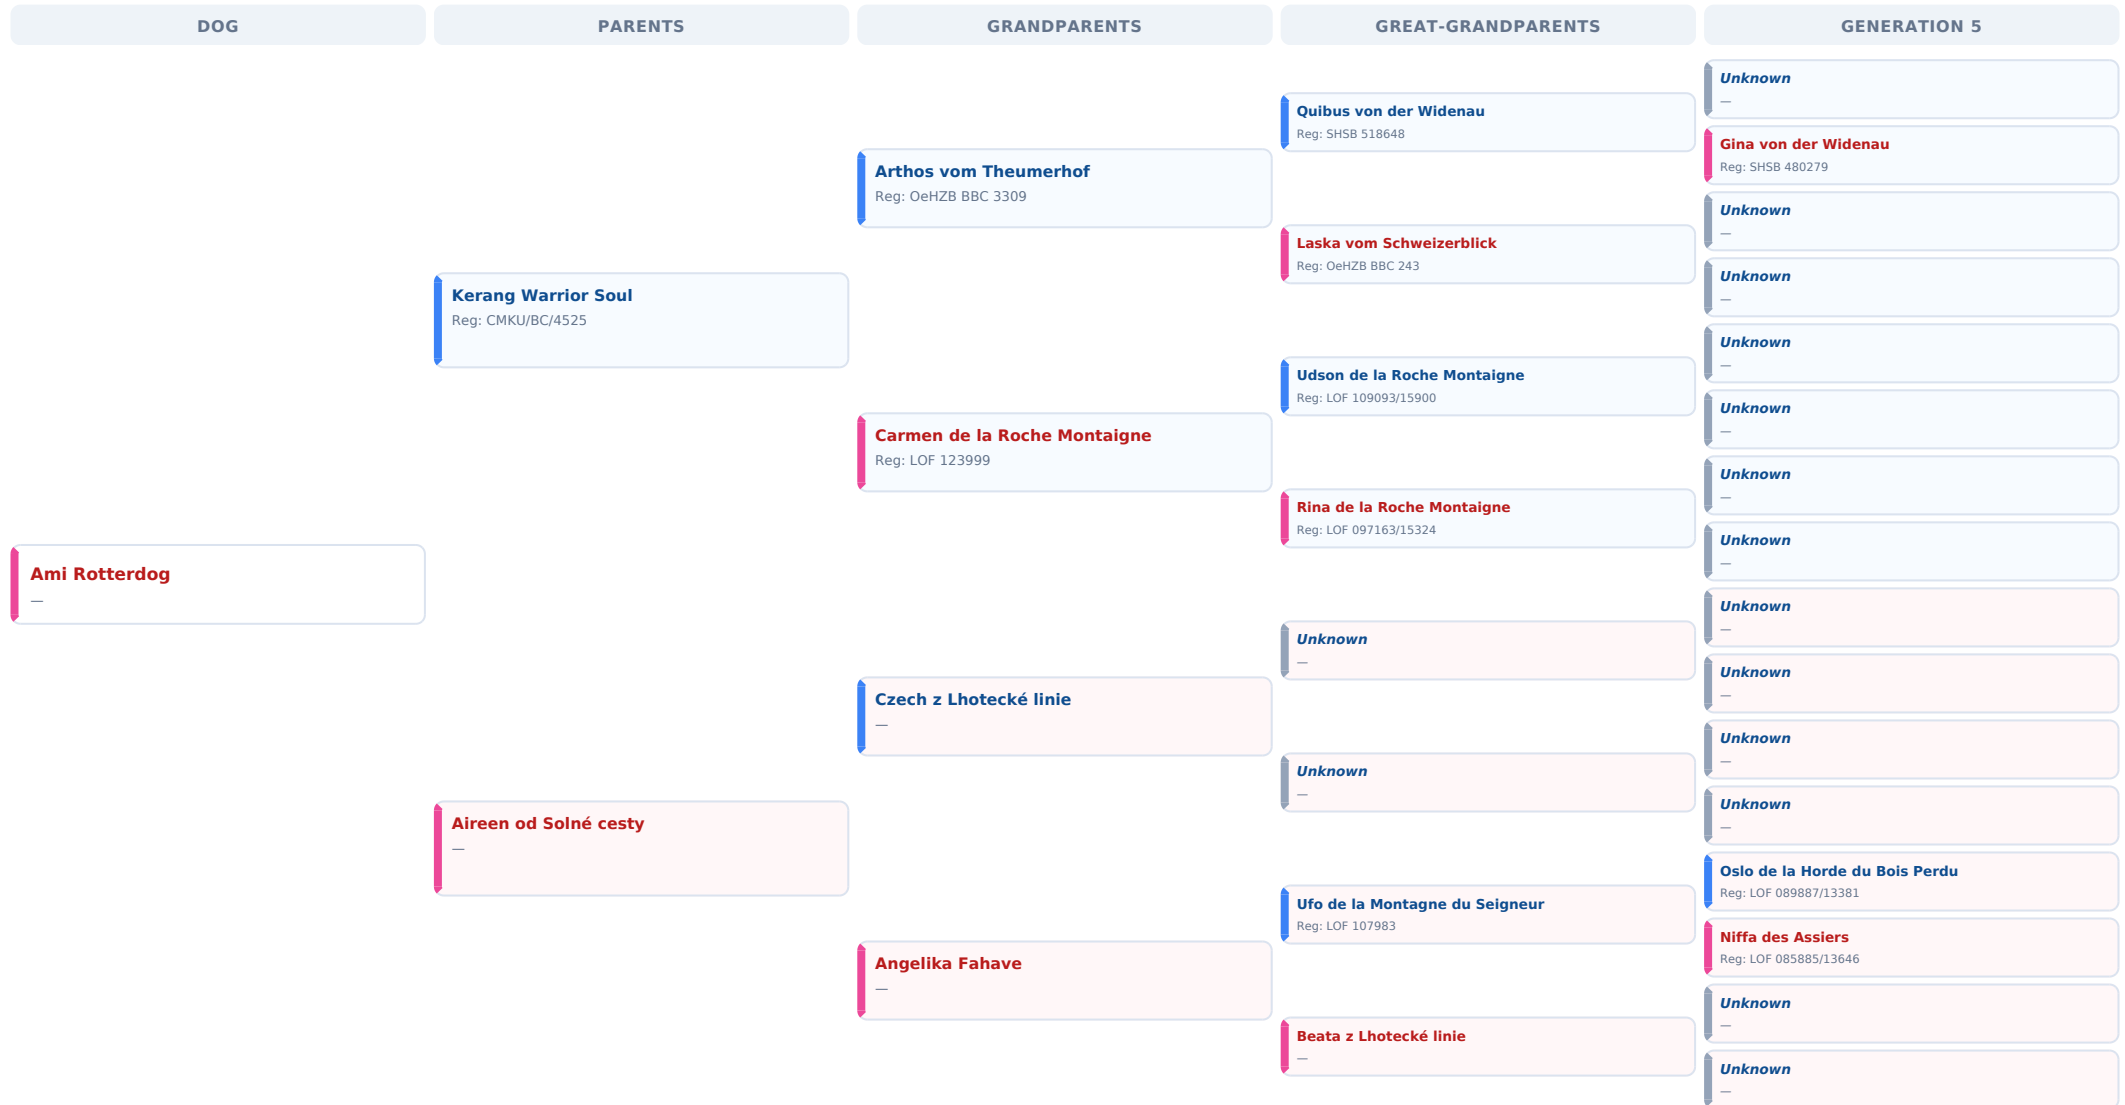 DOG
PARENTS
GRANDPARENTS
GREAT-GRANDPARENTS
GENERATION 5
Ami Rotterdog
—
Kerang Warrior Soul
Reg: CMKU/BC/4525
Aireen od Solné cesty
—
Arthos vom Theumerhof
Reg: OeHZB BBC 3309
Carmen de la Roche Montaigne
Reg: LOF 123999
Czech z Lhotecké linie
—
Angelika Fahave
—
Quibus von der Widenau
Reg: SHSB 518648
Laska vom Schweizerblick
Reg: OeHZB BBC 243
Udson de la Roche Montaigne
Reg: LOF 109093/15900
Rina de la Roche Montaigne
Reg: LOF 097163/15324
Unknown
—
Unknown
—
Ufo de la Montagne du Seigneur
Reg: LOF 107983
Beata z Lhotecké linie
—
Unknown
—
Gina von der Widenau
Reg: SHSB 480279
Unknown
—
Unknown
—
Unknown
—
Unknown
—
Unknown
—
Unknown
—
Unknown
—
Unknown
—
Unknown
—
Unknown
—
Oslo de la Horde du Bois Perdu
Reg: LOF 089887/13381
Niffa des Assiers
Reg: LOF 085885/13646
Unknown
—
Unknown
—